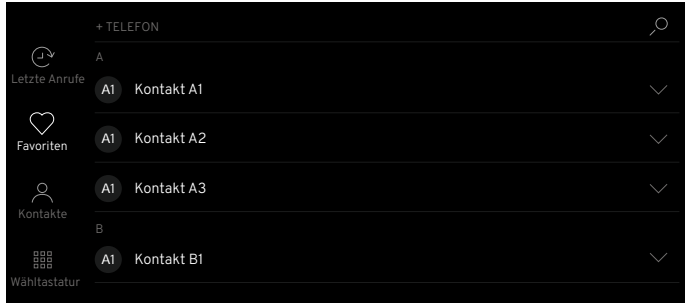 + TELEFON
Letzte Anrufe
Favoriten
Kontakte
Wähltastatur
A
A1 Kontakt A1
A1 Kontakt A2
A1 Kontakt A3
B
A1 Kontakt B1